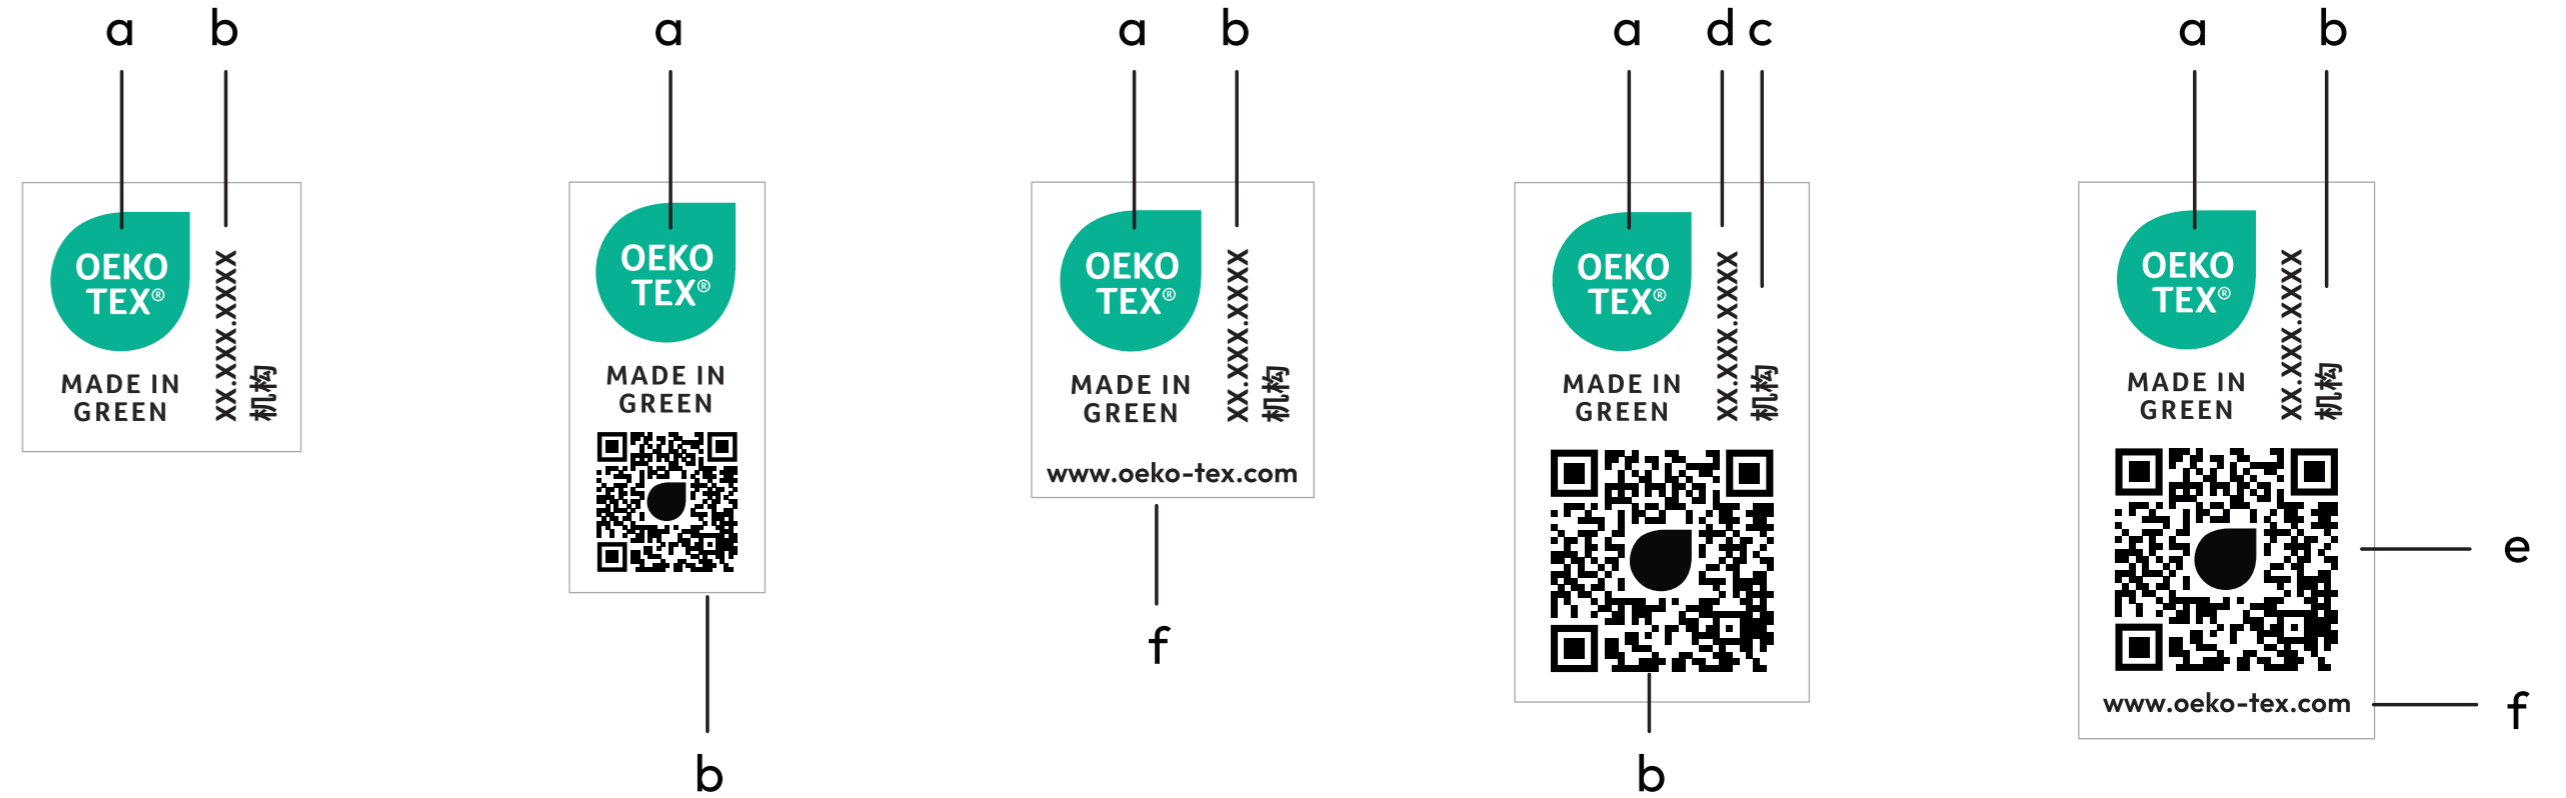 a b
OEKO
TEX®
MADE IN
GREEN
XX.XXX.XXXX
机构
a
OEKO
TEX®
MADE IN
GREEN
b
a b
OEKO
TEX®
MADE IN
GREEN
XX.XXX.XXXX
机构
www.oeko-tex.com
f
a d c
OEKO
TEX®
MADE IN
GREEN
XX.XXX.XXXX
机构
b
a b
OEKO
TEX®
MADE IN
GREEN
XX.XXX.XXXX
机构
e
www.oeko-tex.com
f